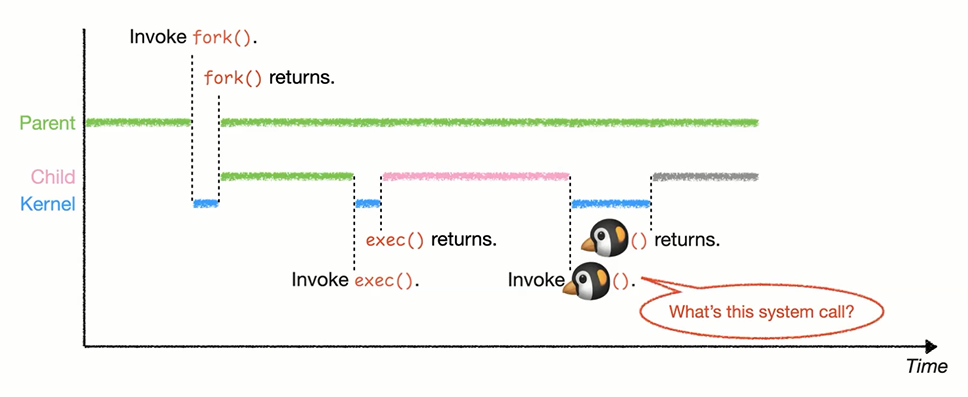 Invoke fork().
fork() returns.
Parent
Child
Kernel
exec() returns.
() returns.
Invoke exec().
Invoke ().
What's this system call?
Time